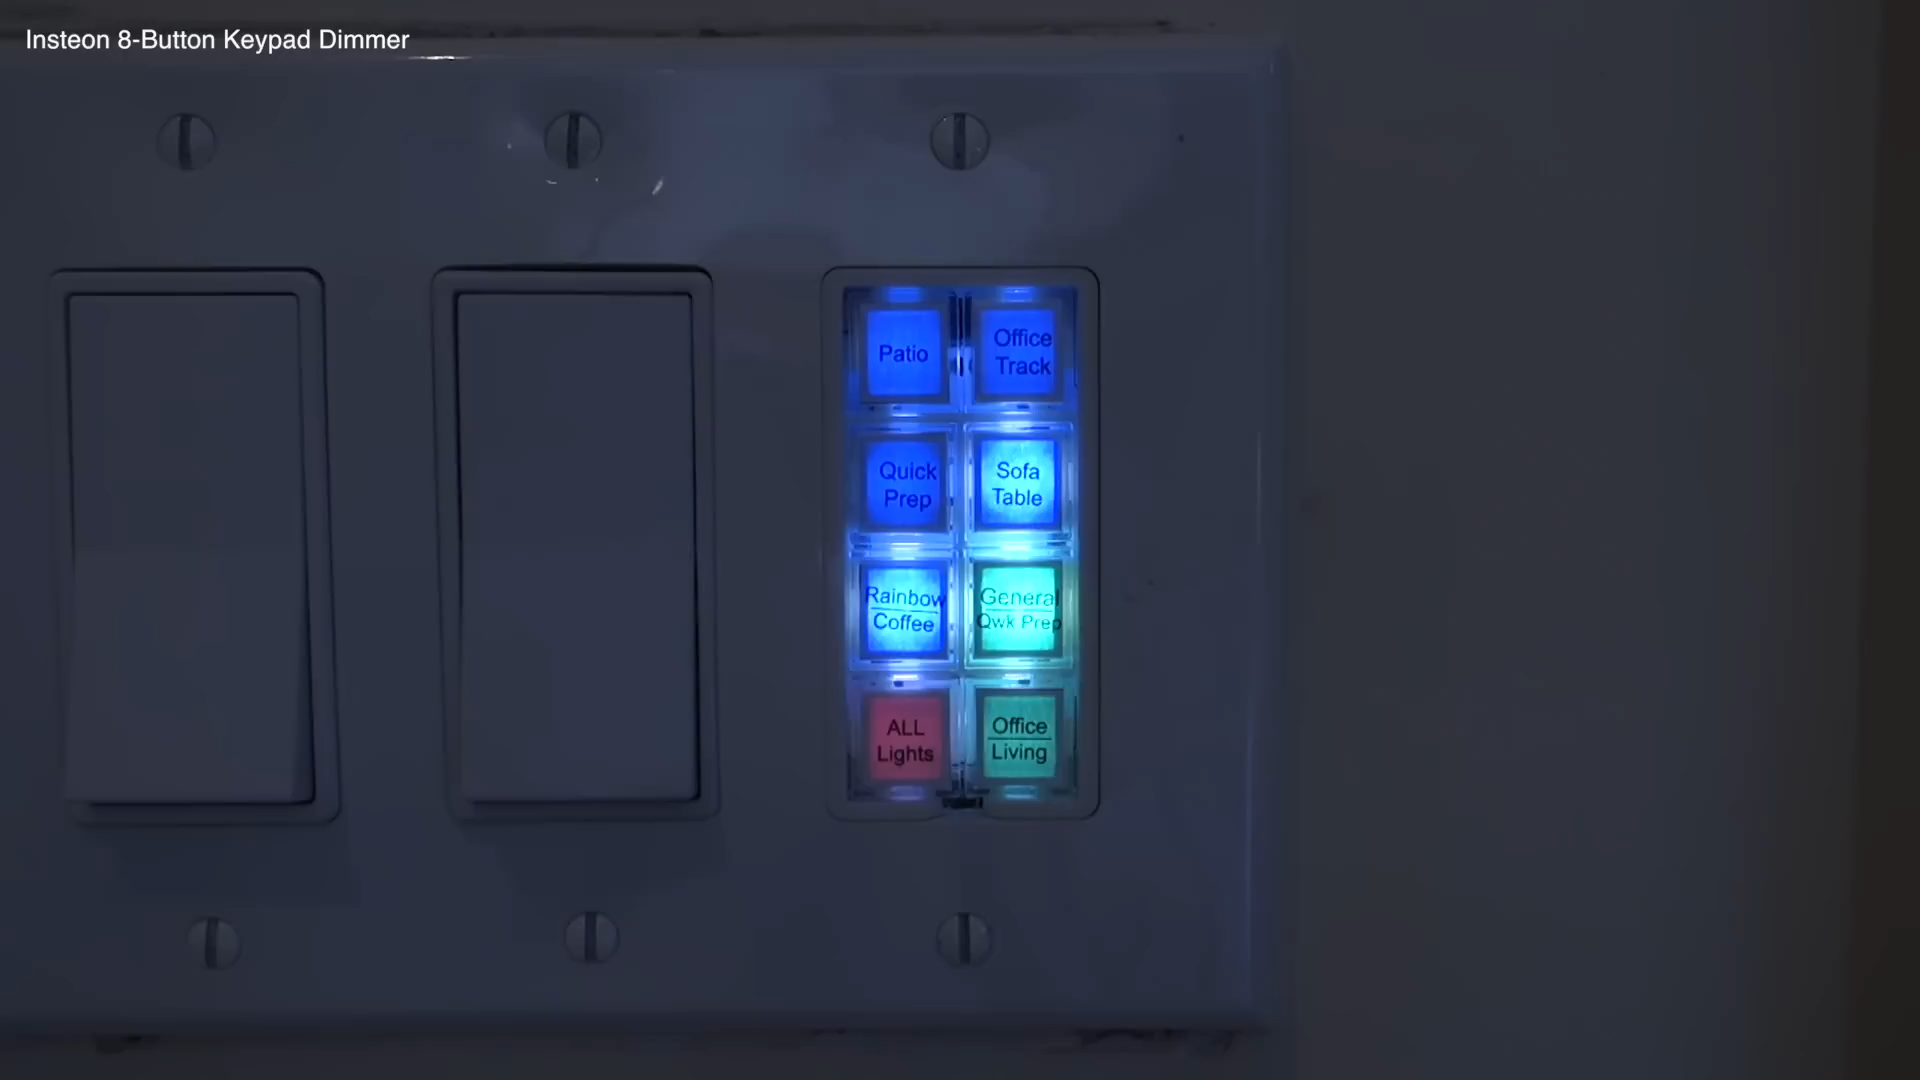 Insteon 8-Button Keypad Dimmer
Patio
Office
Track
Quick
Prep
Sofa
Table
Rainbow
Coffee
General
Qwk Prep
ALL
Lights
Office
Living